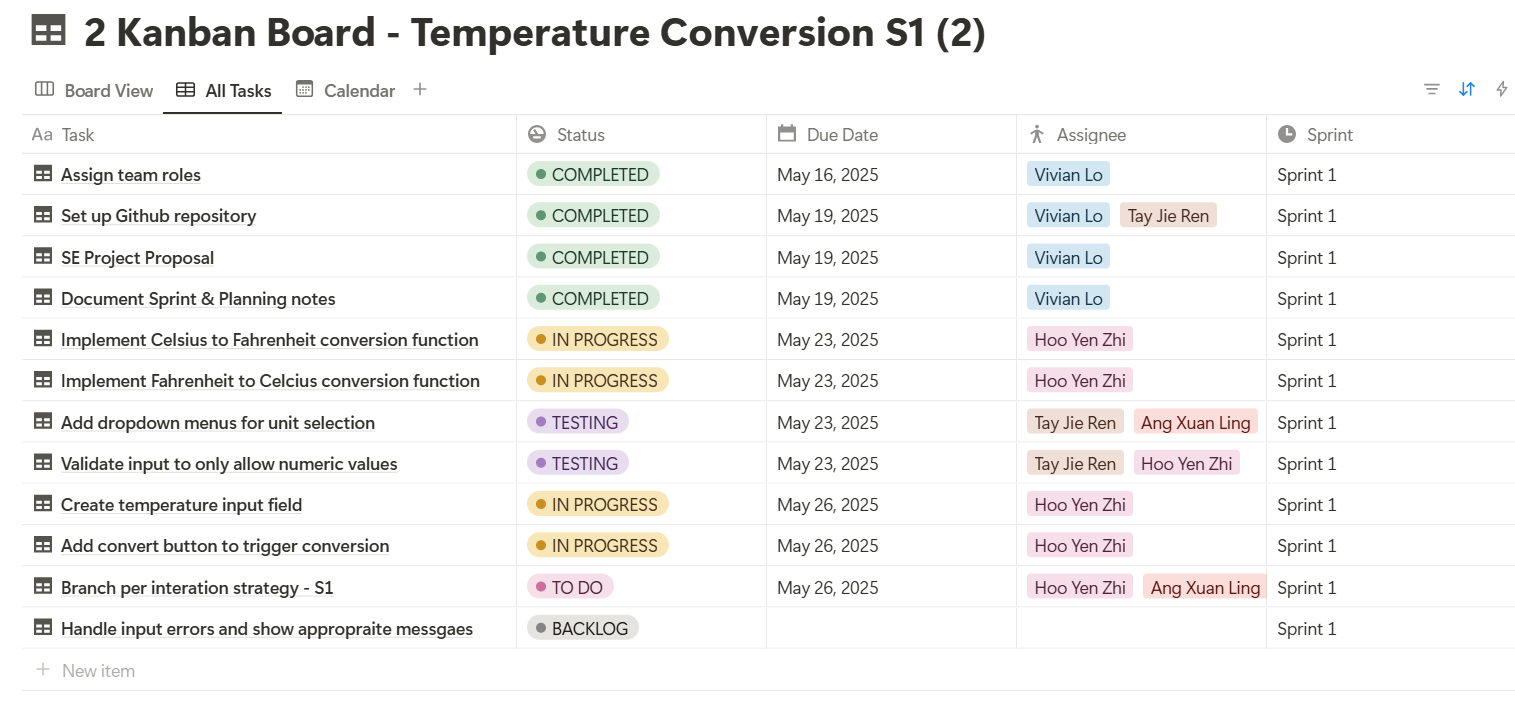 2 Kanban Board - Temperature Conversion S1 (2)
Board View All Tasks Calendar +
Aa Task Status Due Date Assignee Sprint
Assign team roles COMPLETED May 16, 2025 Vivian Lo Sprint 1
Set up Github repository COMPLETED May 19, 2025 Vivian Lo Tay Jie Ren Sprint 1
SE Project Proposal COMPLETED May 19, 2025 Vivian Lo Sprint 1
Document Sprint & Planning notes COMPLETED May 19, 2025 Vivian Lo Sprint 1
Implement Celsius to Fahrenheit conversion function IN PROGRESS May 23, 2025 Hoo Yen Zhi Sprint 1
Implement Fahrenheit to Celcius conversion function IN PROGRESS May 23, 2025 Hoo Yen Zhi Sprint 1
Add dropdown menus for unit selection TESTING May 23, 2025 Tay Jie Ren Ang Xuan Ling Sprint 1
Validate input to only allow numeric values TESTING May 23, 2025 Tay Jie Ren Hoo Yen Zhi Sprint 1
Create temperature input field IN PROGRESS May 26, 2025 Hoo Yen Zhi Sprint 1
Add convert button to trigger conversion IN PROGRESS May 26, 2025 Hoo Yen Zhi Sprint 1
Branch per interation strategy - S1 TO DO May 26, 2025 Hoo Yen Zhi Ang Xuan Ling Sprint 1
Handle input errors and show appropraite messgaes BACKLOG Sprint 1
+ New item